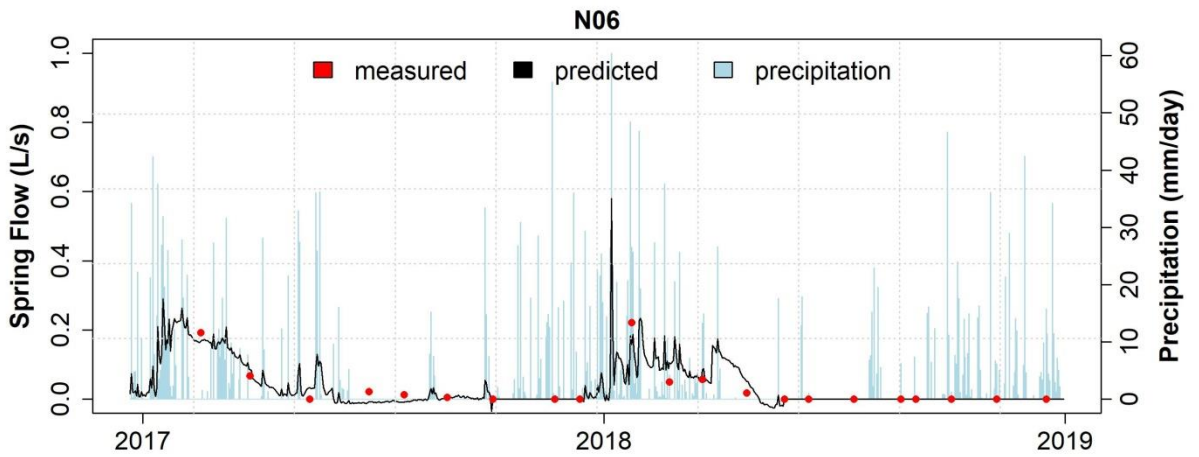 N06
measured predicted precipitation
Spring Flow (L/s)
0.0 0.2 0.4 0.6 0.8 1.0
Precipitation (mm/day)
0 10 20 30 40 50 60
2017 2018 2019